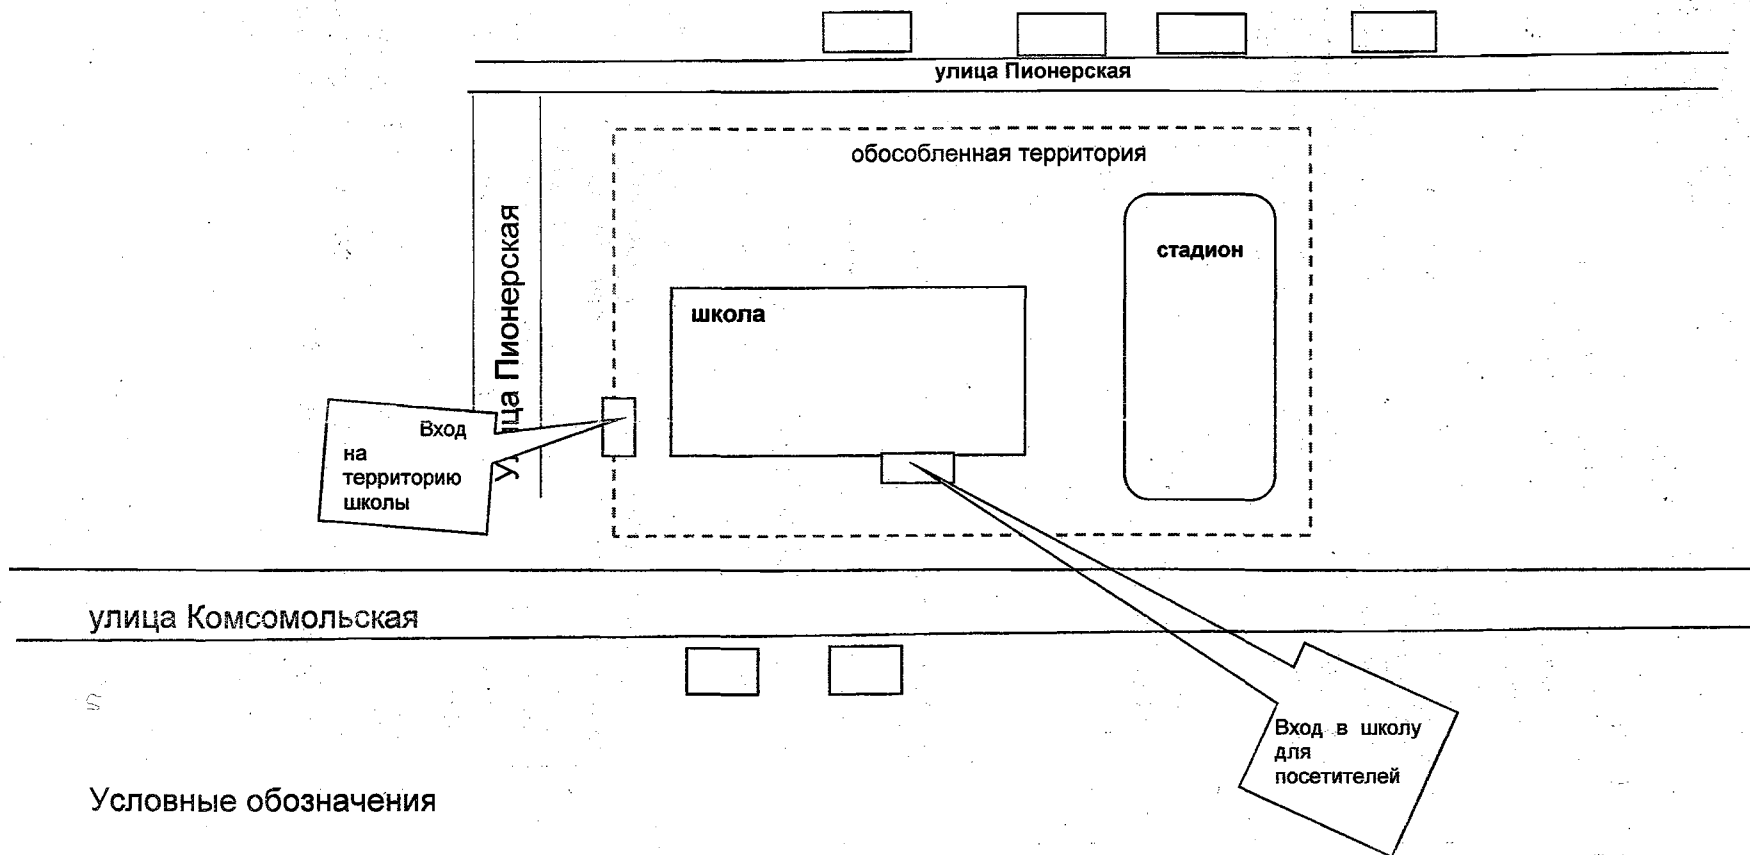 улица Пионерская
обособленная территория
улица Пионерская
стадион
школа
Вход
на
территорию
школы
улица Комсомольская
Вход в школу
для
посетителей
Условные обозначения